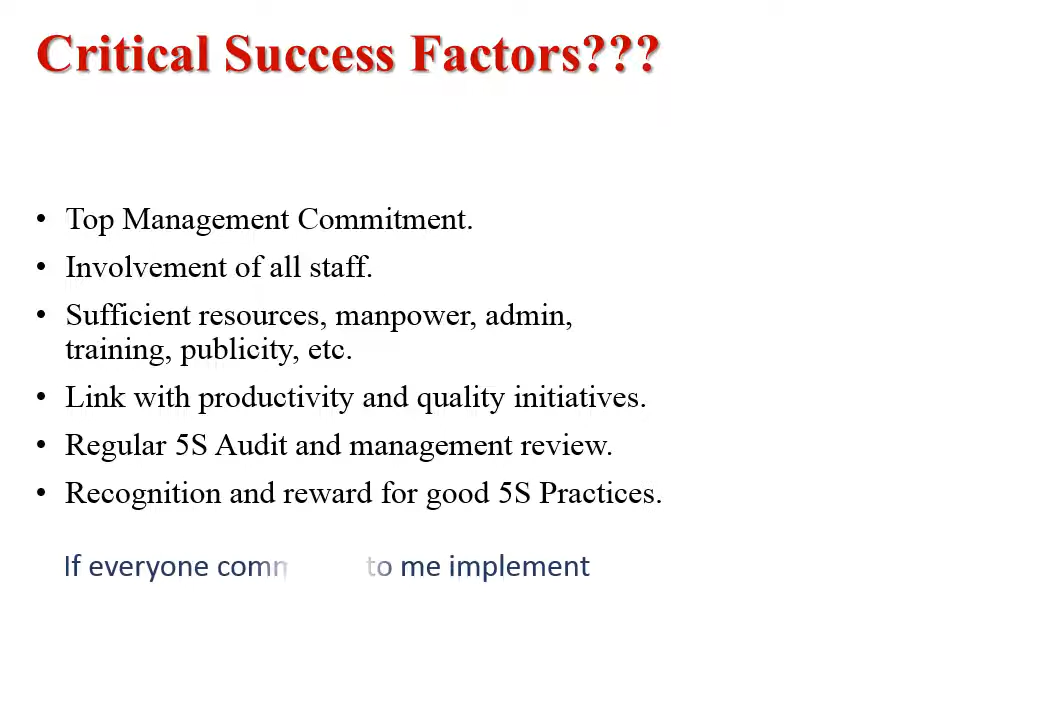 Critical Success Factors???
• Top Management Commitment.
• Involvement of all staff.
• Sufficient resources, manpower, admin,
training, publicity, etc.
• Link with productivity and quality initiatives.
• Regular 5S Audit and management review.
• Recognition and reward for good 5S Practices.
If everyone to me implement